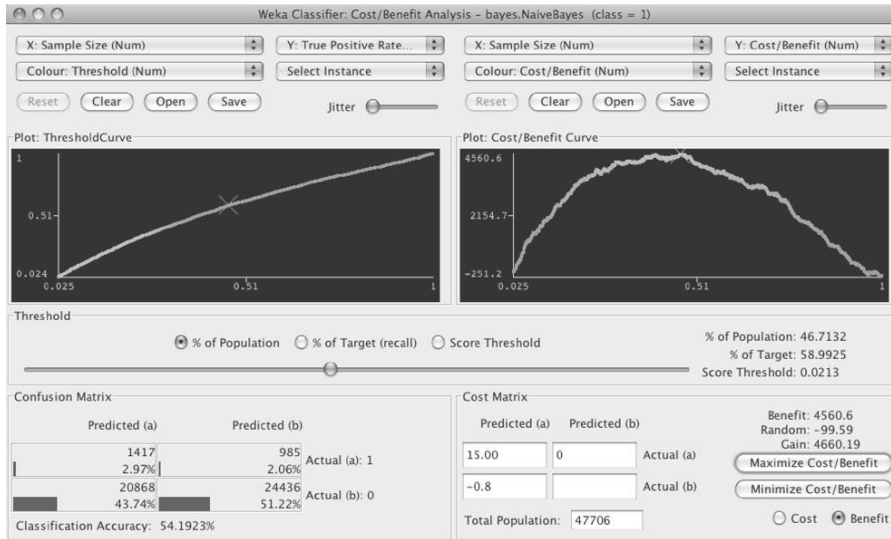 Weka Classifier: Cost/Benefit Analysis – bayes.NaiveBayes (class = 1)
X: Sample Size (Num)
Y: True Positive Rate...
X: Sample Size (Num)
Y: Cost/Benefit (Num)
Colour: Threshold (Num)
Select Instance
Colour: Cost/Benefit (Num)
Select Instance
Reset
Clear
Open
Save
Jitter
Reset
Clear
Open
Save
Jitter
Plot: ThresholdCurve
1
0.51
0.024
0.025
0.51
1
Plot: Cost/Benefit Curve
4560.6
2154.7
-251.2
0.025
0.51
1
Threshold
% of Population
% of Target (recall)
Score Threshold
% of Population: 46.7132
% of Target: 58.9925
Score Threshold: 0.0213
Confusion Matrix
Predicted (a)
Predicted (b)
1417
985
Actual (a): 1
2.97%
2.06%
20868
24436
Actual (b): 0
43.74%
51.22%
Classification Accuracy: 54.1923%
Cost Matrix
Predicted (a)
Predicted (b)
15.00
0
Actual (a)
-0.8
Actual (b)
Total Population: 47706
Benefit: 4560.6
Random: -99.59
Gain: 4660.19
Maximize Cost/Benefit
Minimize Cost/Benefit
Cost
Benefit